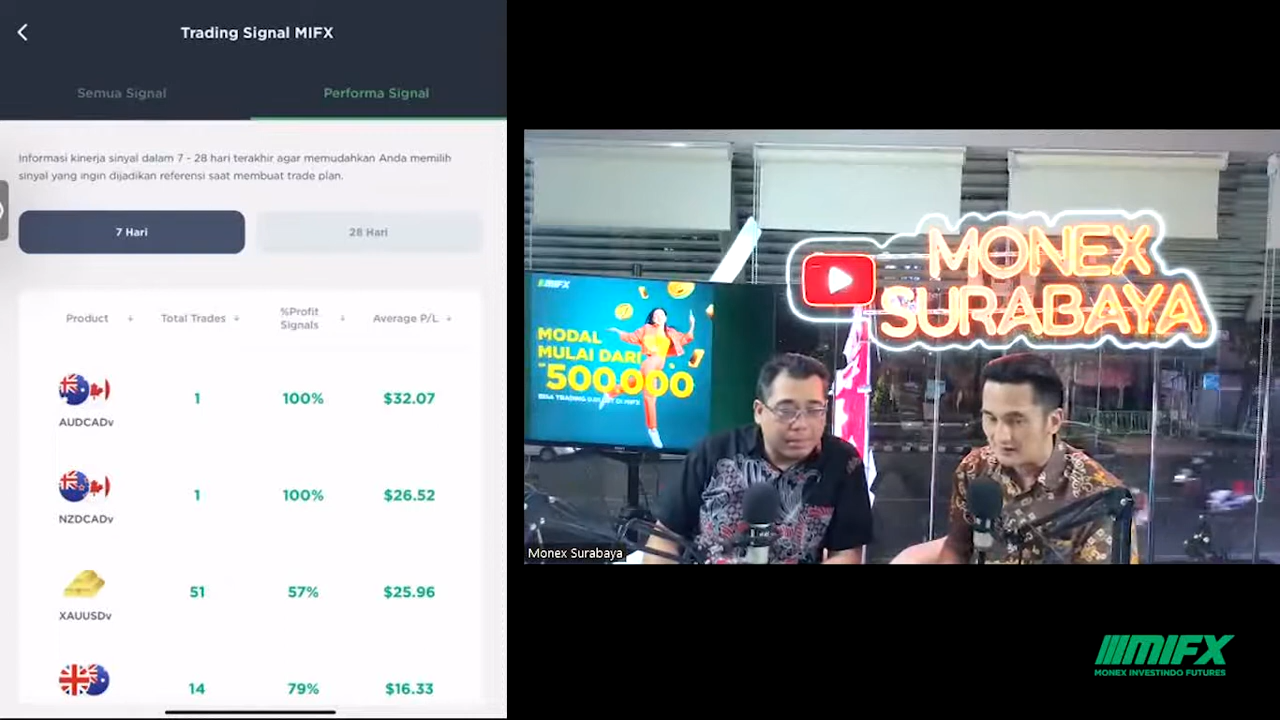 Trading Signal MIFX
Semua Signal
Performa Signal
Informasi kinerja sinyal dalam 7 - 28 hari terakhir agar memudahkan Anda memilih
sinyal yang ingin dijadikan referensi saat membuat trade plan.
7 Hari
28 Hari
Product
Total Trades
%Profit
Signals
Average P/L
AUDCADv
1
100%
$32.07
NZDCADv
1
100%
$26.52
XAUUSDv
51
57%
$25.96
14
79%
$16.33
MIFX
MODAL
MULAI DARI
500.000
MONEX
SURABAYA
Monex Surabaya
MIFX
MONEX INVESTINDO FUTURES